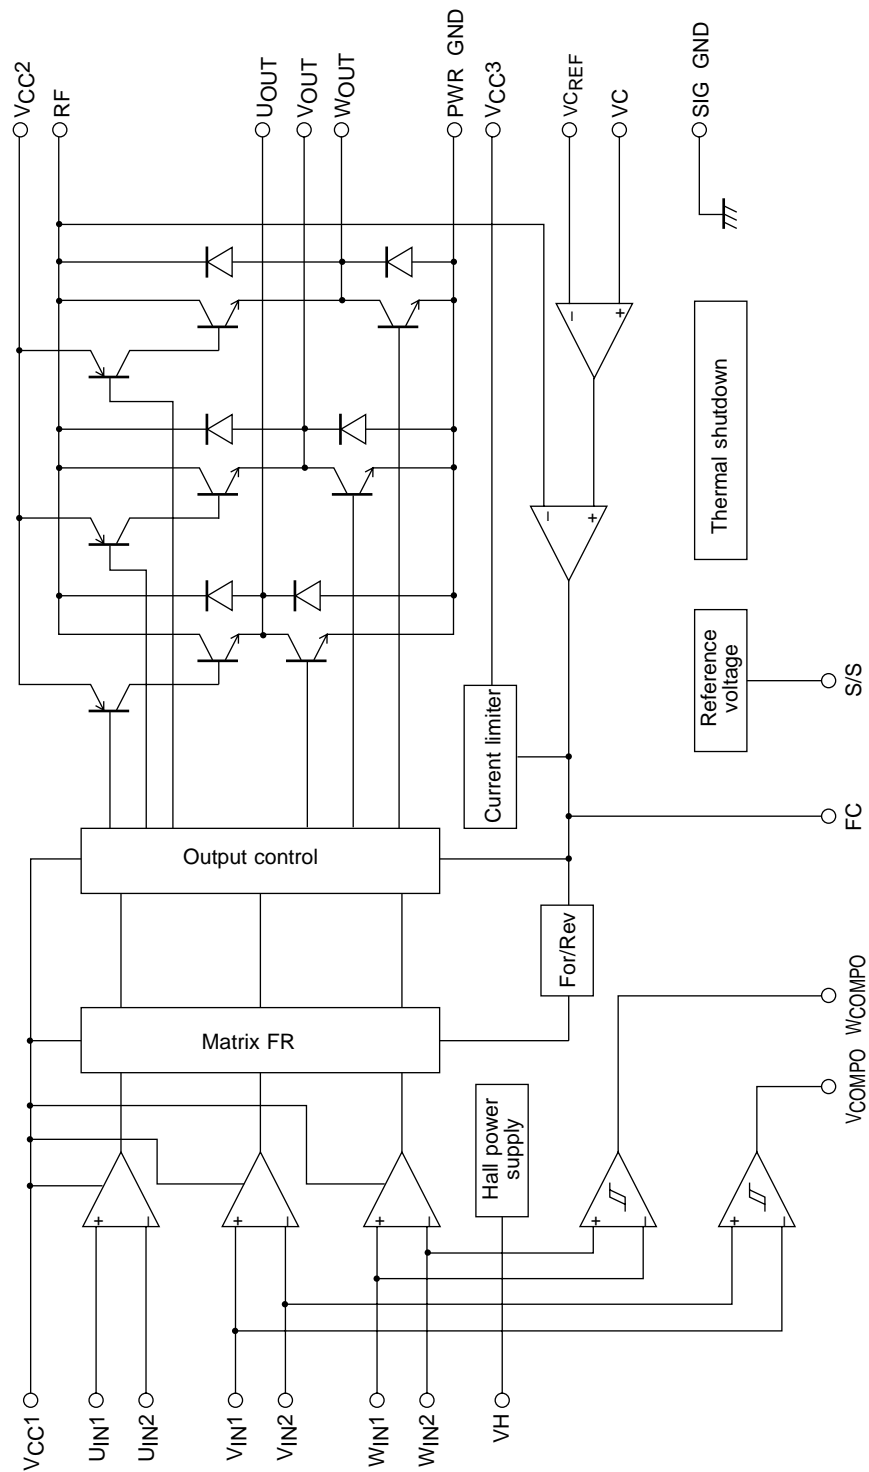 VCC2
RF
UOUT
VOUT
WOUT
PWR GND
VCC3
VCREF
VC
SIG GND
−
+
Thermal shutdown
−
+
Current limiter
Reference
voltage
S/S
FC
Output control
For/Rev
Matrix FR
WCOMPO
VCOMPO
Hall power
supply
+
−
+
−
+
−
+
−
+
−
VCC1
UIN1
UIN2
VIN1
VIN2
WIN1
WIN2
VH